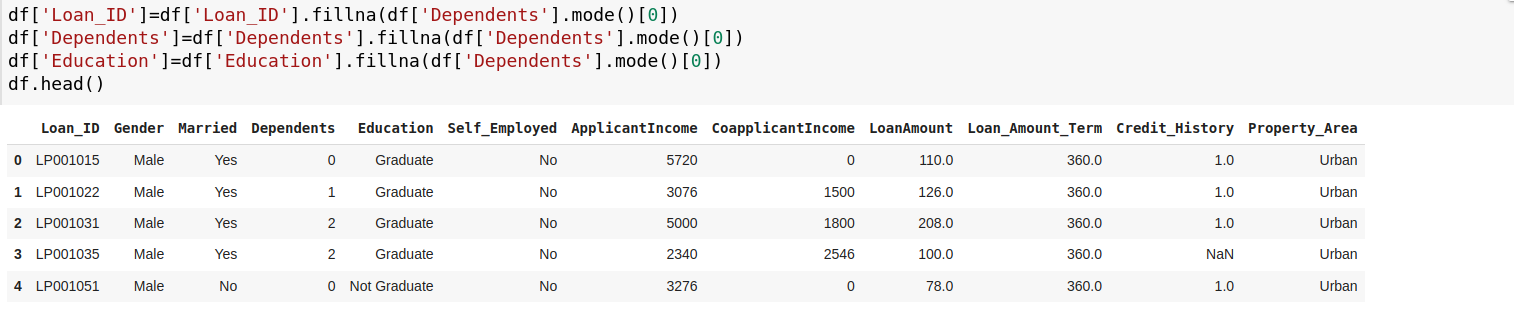 df['Loan_ID']=df['Loan_ID'].fillna(df['Dependents'].mode()[0])
df['Dependents']=df['Dependents'].fillna(df['Dependents'].mode()[0])
df['Education']=df['Education'].fillna(df['Dependents'].mode()[0])
df.head()
Loan_ID Gender Married Dependents Education Self_Employed ApplicantIncome CoapplicantIncome LoanAmount Loan_Amount_Term Credit_History Property_Area
0 LP001015 Male Yes 0 Graduate No 5720 0 110.0 360.0 1.0 Urban
1 LP001022 Male Yes 1 Graduate No 3076 1500 126.0 360.0 1.0 Urban
2 LP001031 Male Yes 2 Graduate No 5000 1800 208.0 360.0 1.0 Urban
3 LP001035 Male Yes 2 Graduate No 2340 2546 100.0 360.0 NaN Urban
4 LP001051 Male No 0 Not Graduate No 3276 0 78.0 360.0 1.0 Urban